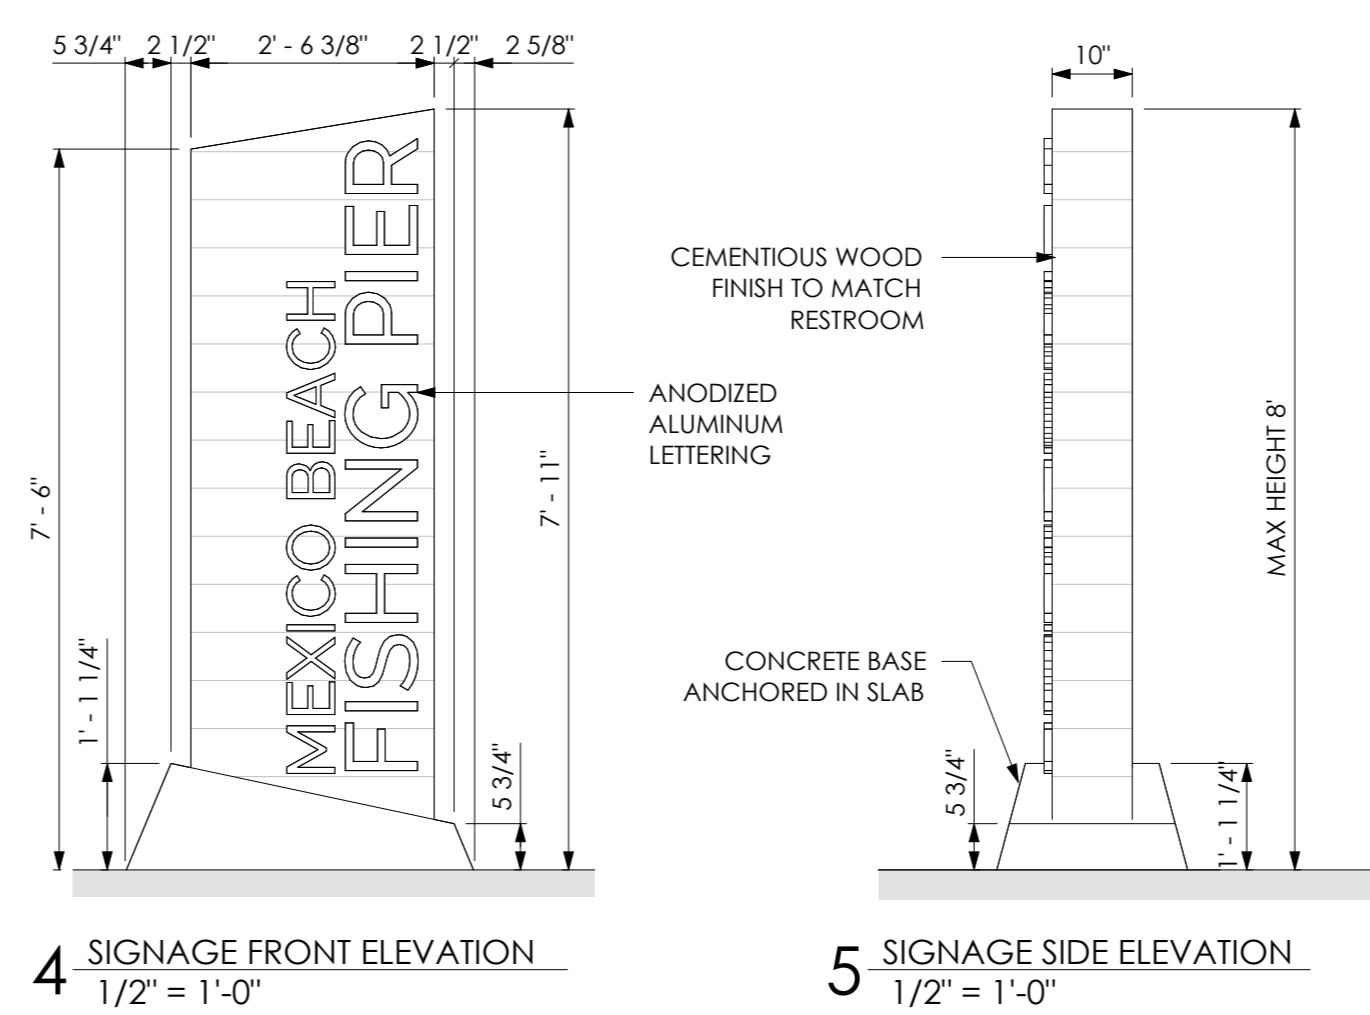 5 3/4" 2 1/2" 2' - 6 3/8" 2 1/2" 2 5/8"
7' - 6"
1' - 1 1/4"
MEXICO BEACH
FISHING PIER
5 3/4"
7' - 11"
ANODIZED
ALUMINUM
LETTERING
4 SIGNAGE FRONT ELEVATION
1/2" = 1'-0"
10"
CEMENTIOUS WOOD
FINISH TO MATCH
RESTROOM
CONCRETE BASE
ANCHORED IN SLAB
5 3/4"
1' - 1 1/4"
MAX HEIGHT 8'
5 SIGNAGE SIDE ELEVATION
1/2" = 1'-0"